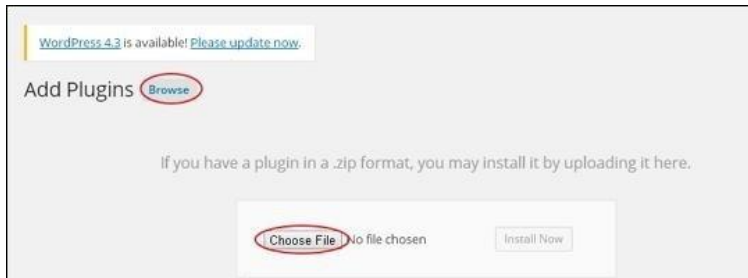 WordPress 4.3 is available! Please update now.
Add Plugins Browse
If you have a plugin in a .zip format, you may install it by uploading it here.
Choose File No file chosen Install Now